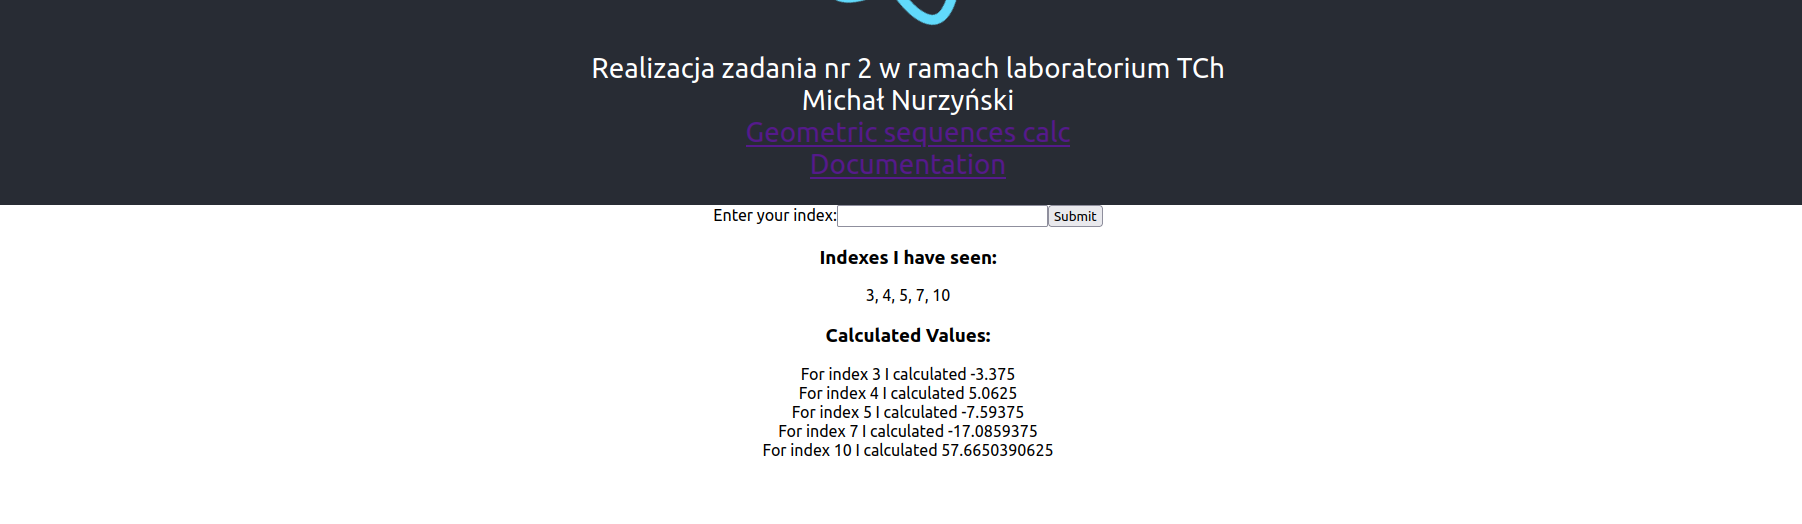 Realizacja zadania nr 2 w ramach laboratorium TCh
Michał Nurzyński
Geometric sequences calc
Documentation
Enter your index: Submit
Indexes I have seen:
3, 4, 5, 7, 10
Calculated Values:
For index 3 I calculated -3.375
For index 4 I calculated 5.0625
For index 5 I calculated -7.59375
For index 7 I calculated -17.0859375
For index 10 I calculated 57.6650390625